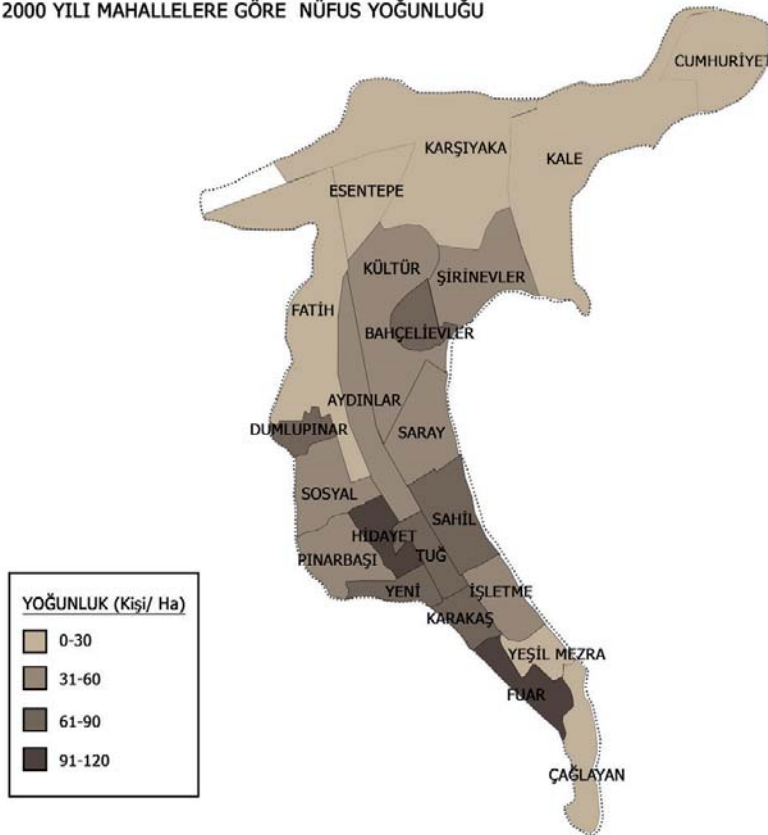 2000 YILI MAHALLELERE GÖRE NÜFUS YOĞUNLUĞU
CUMHURİYET
KARŞIYAKA
KALE
ESENTEPE
KÜLTÜR
ŞİRİNEVLER
FATİH
BAHÇELİEVLER
AYDINLAR
DUMLUPINAR
SARAY
SOSYAL
SAHİL
HİDAYET
TUĞ
PINARBAŞI
YENİ
İŞLETME
KARAKAŞ
YEŞİL MEZRA
FUAR
ÇAĞLAYAN
YOĞUNLUK (Kişi/ Ha)
0-30
31-60
61-90
91-120